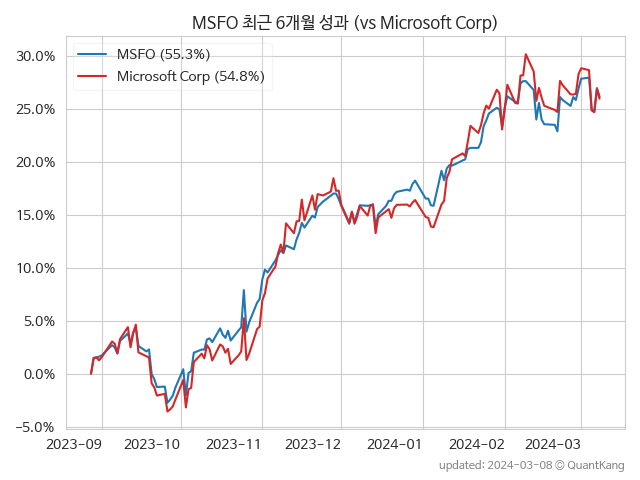 MSFO 최근 6개월 성과 (vs Microsoft Corp)
MSFO (55.3%)
Microsoft Corp (54.8%)
30.0%
25.0%
20.0%
15.0%
10.0%
5.0%
0.0%
−5.0%
2023−09 2023−10 2023−11 2023−12 2024−01 2024−02 2024−03
updated: 2024-03-08 © QuantKang